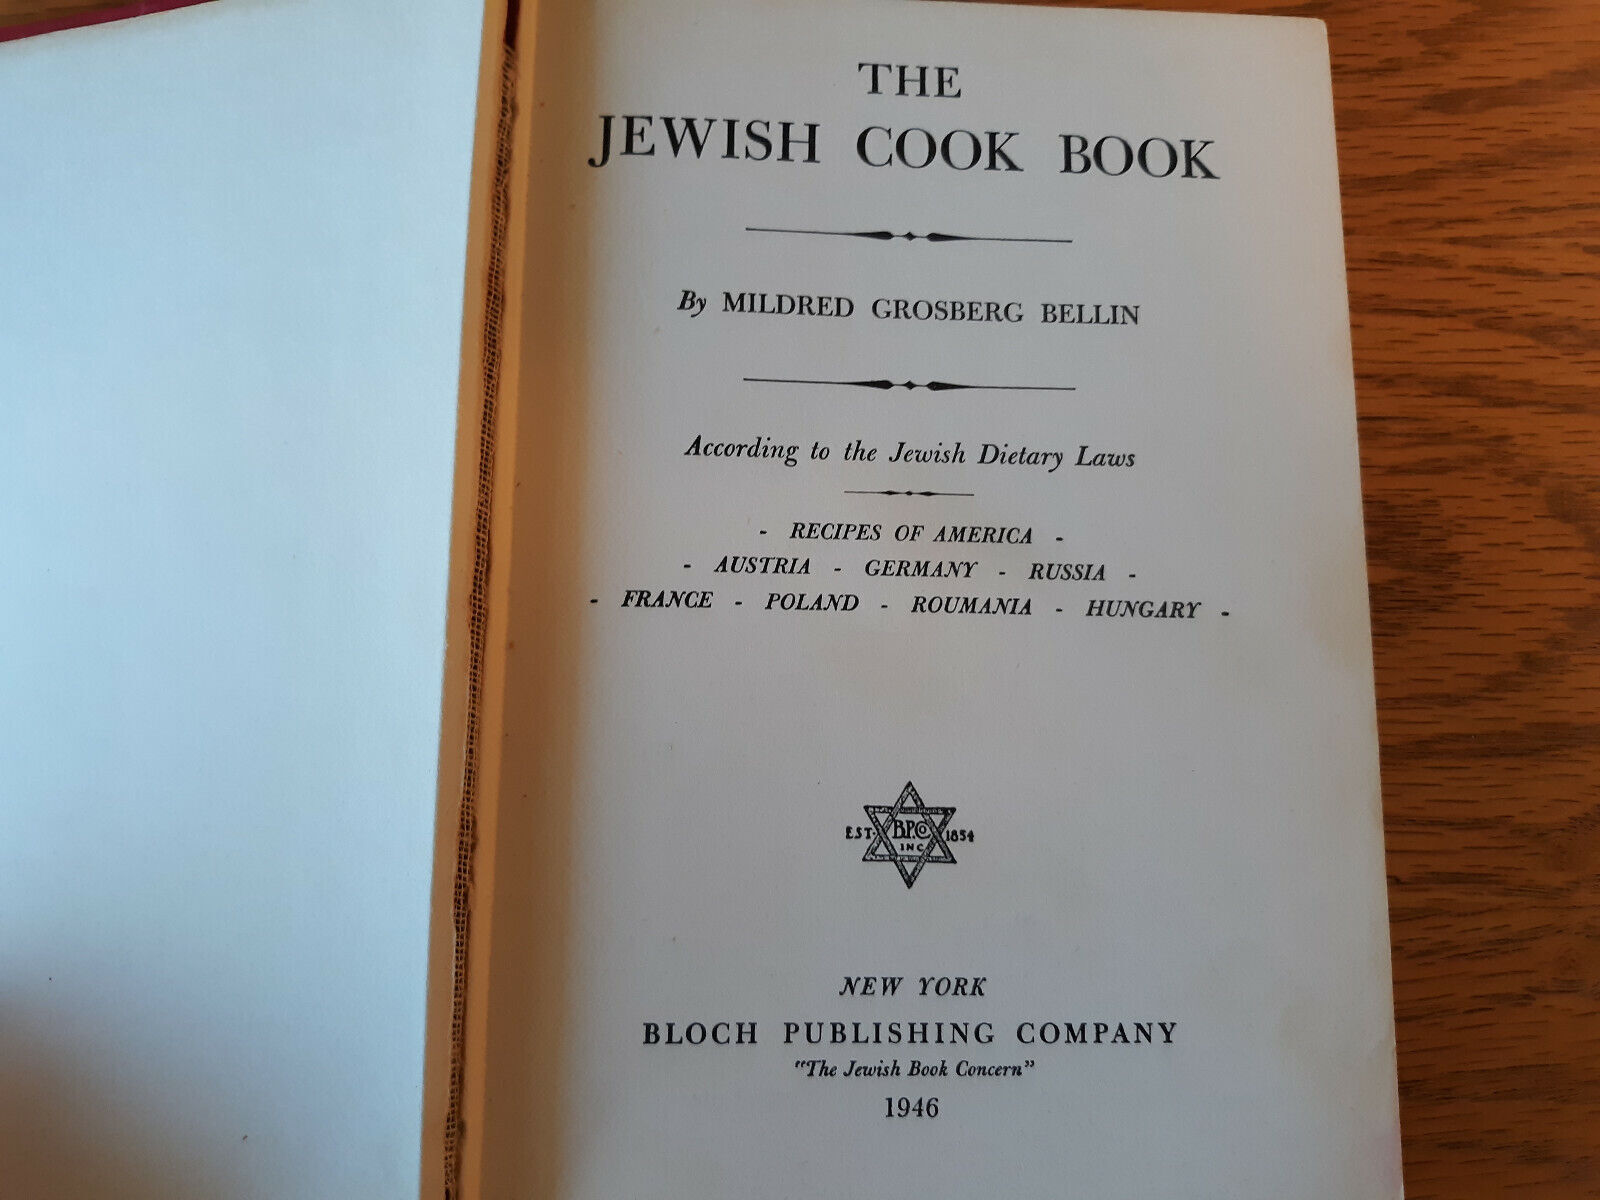 THE
JEWISH COOK BOOK
By MILDRED GROSBERG BELLIN
According to the Jewish Dietary Laws
- RECIPES OF AMERICA -
- AUSTRIA - GERMANY - RUSSIA -
- FRANCE - POLAND - ROUMANIA - HUNGARY -
EST. B.P.Co 1854
INC
NEW YORK
BLOCH PUBLISHING COMPANY
"The Jewish Book Concern"
1946